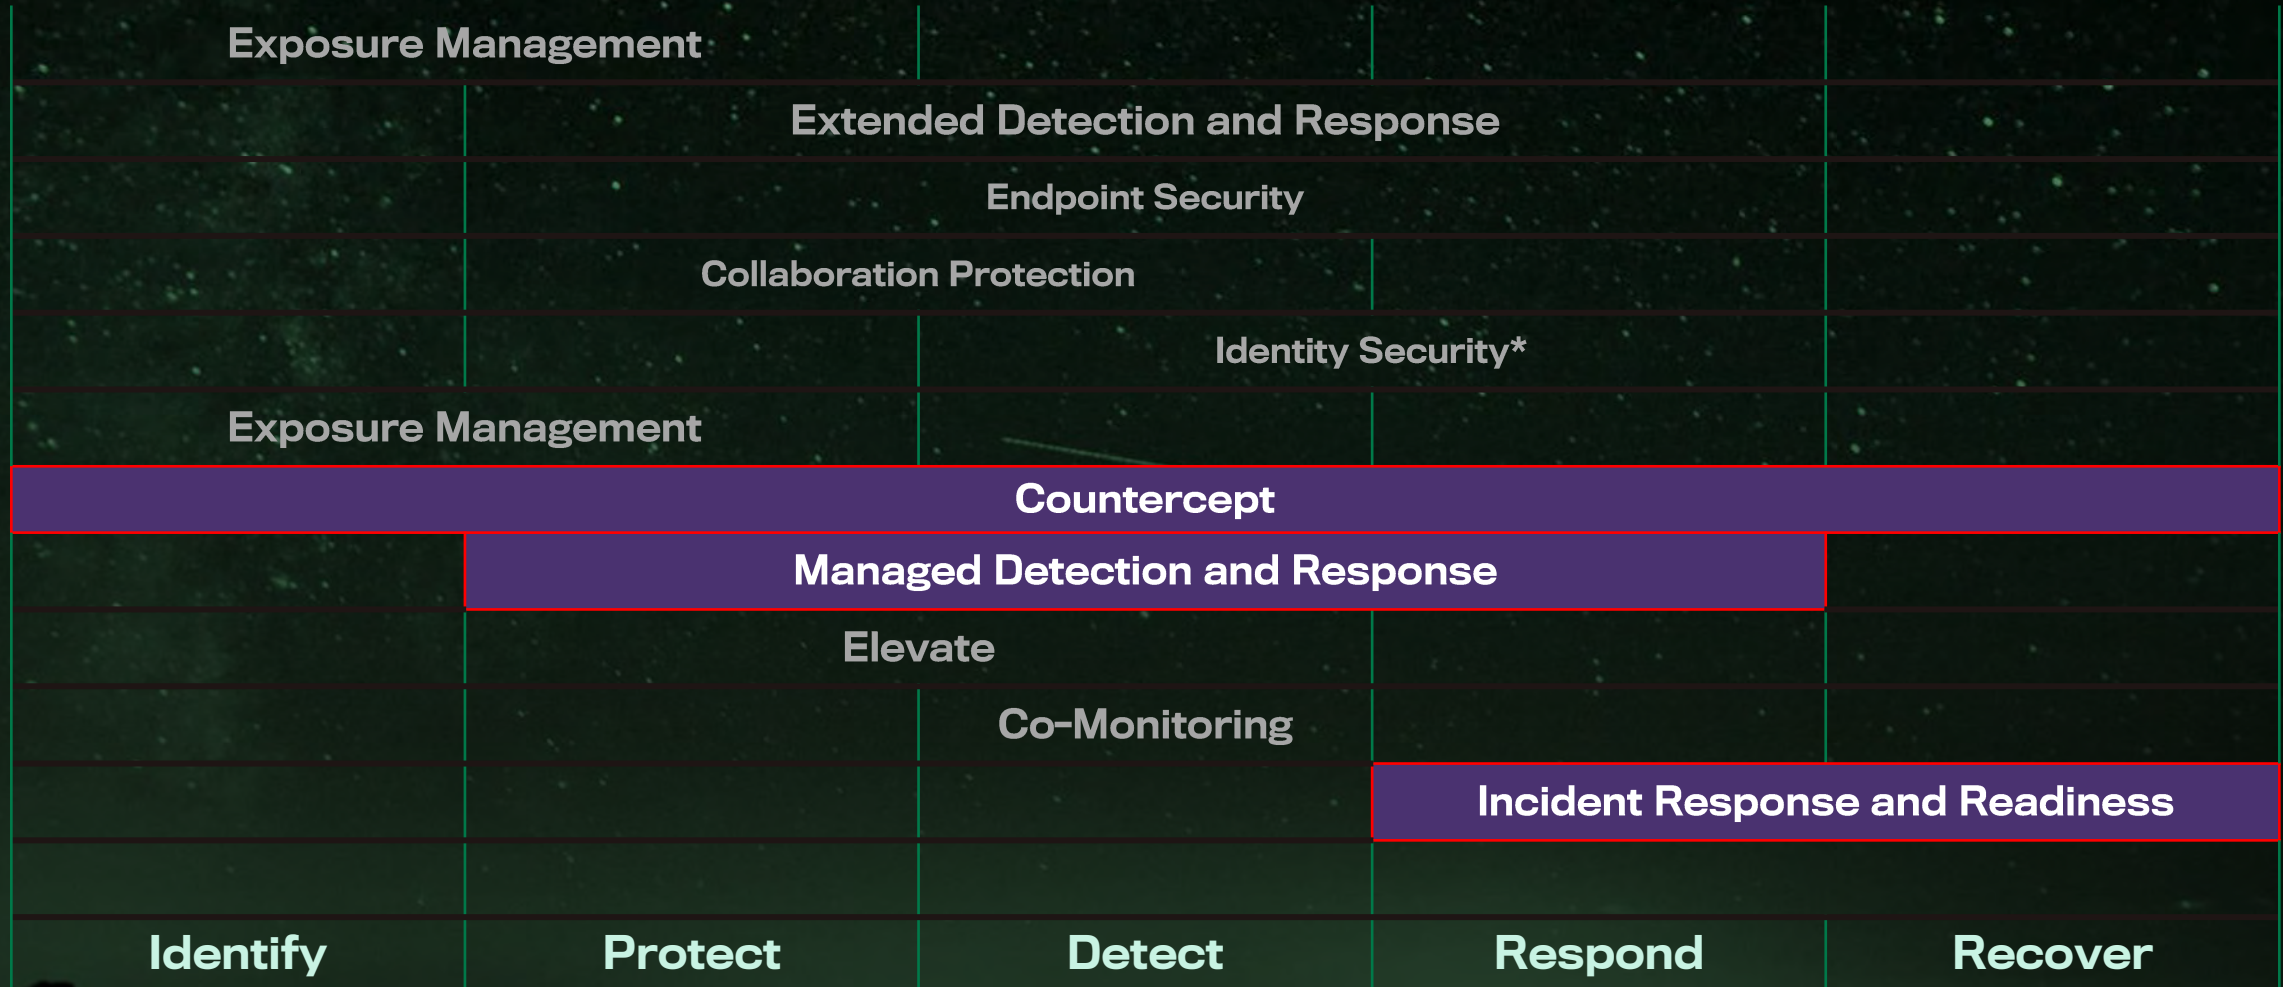 Exposure Management
Extended Detection and Response
Endpoint Security
Collaboration Protection
Identity Security*
Exposure Management
Countercept
Managed Detection and Response
Elevate
Co-Monitoring
Incident Response and Readiness
Identify Protect Detect Respond Recover